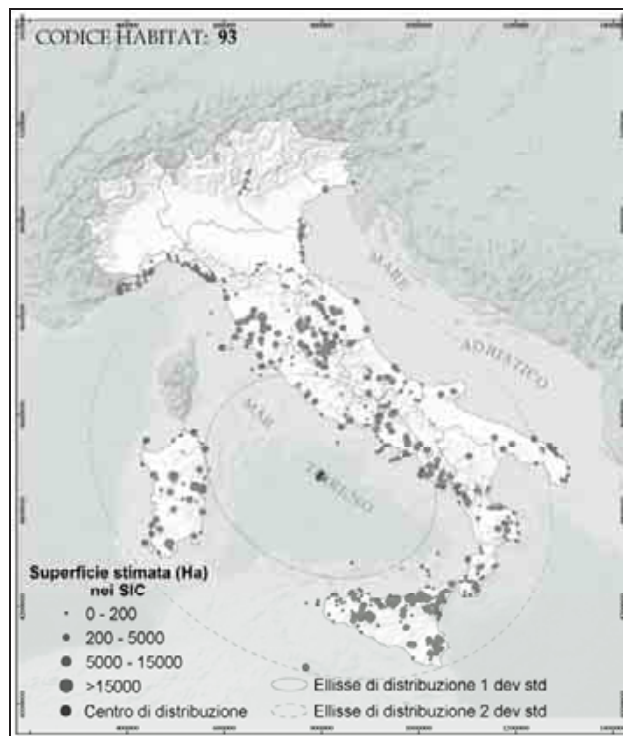 CODICE HABITAT: 93
MARE
ADRIATICO
MAR
TIRRENO
Superficie stimata (Ha)
nei SIC
0 - 200
200 - 5000
5000 - 15000
>15000
Centro di distribuzione
Ellisse di distribuzione 1 dev std
Ellisse di distribuzione 2 dev std